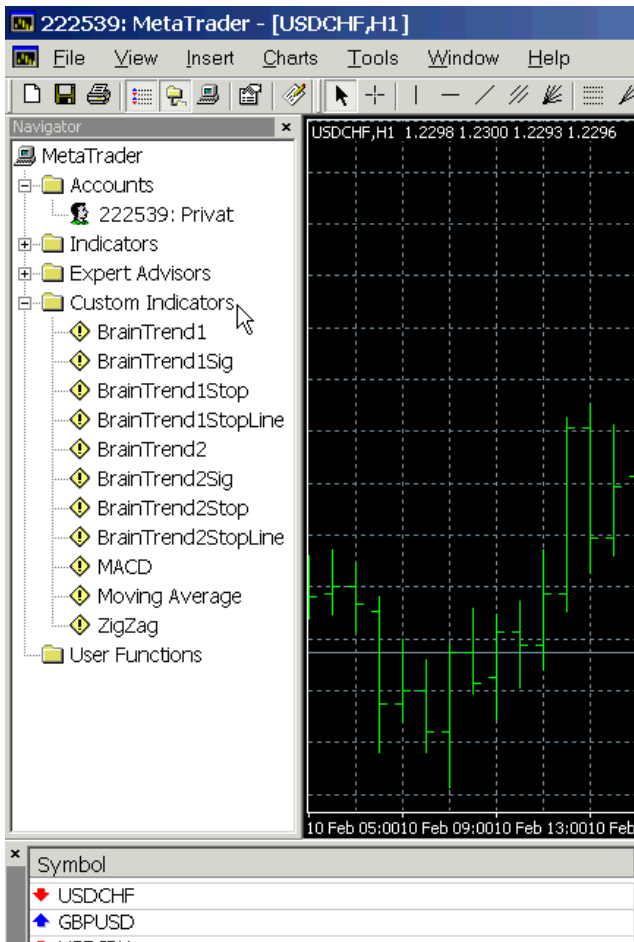 222539: MetaTrader - [USDCHF,H1]
File View Insert Charts Tools Window Help
Navigator
USDCHF,H1 1.2298 1.2300 1.2293 1.2296
MetaTrader
Accounts
222539: Privat
Indicators
Expert Advisors
Custom Indicators
BrainTrend1
BrainTrend1Sig
BrainTrend1Stop
BrainTrend1StopLine
BrainTrend2
BrainTrend2Sig
BrainTrend2Stop
BrainTrend2StopLine
MACD
Moving Average
ZigZag
User Functions
10 Feb 05:00 10 Feb 09:00 10 Feb 13:00 10 Feb
Symbol
USDCHF
GBPUSD